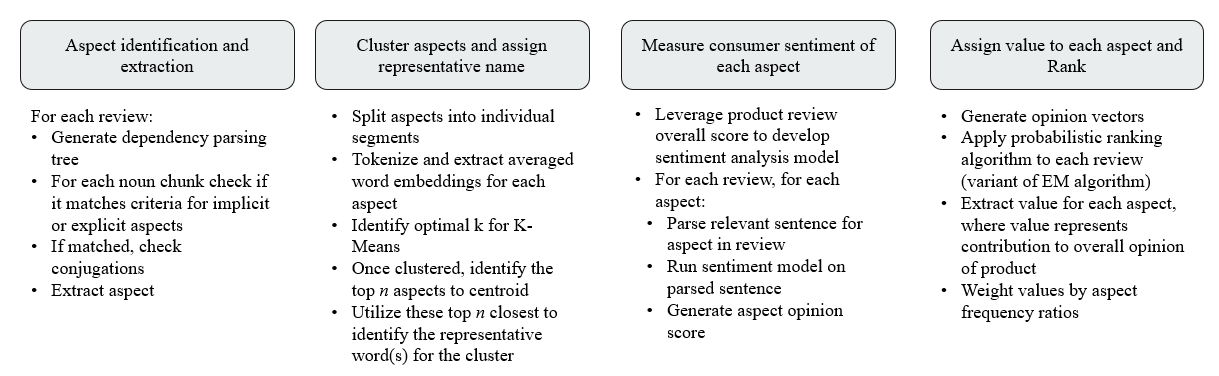 Aspect identification and
extraction
For each review:
• Generate dependency parsing
tree
• For each noun chunk check if
it matches criteria for implicit
or explicit aspects
• If matched, check
conjugations
• Extract aspect
Cluster aspects and assign
representative name
• Split aspects into individual
segments
• Tokenize and extract averaged
word embeddings for each
aspect
• Identify optimal k for K-
Means
• Once clustered, identify the
top n aspects to centroid
• Utilize these top n closest to
identify the representative
word(s) for the cluster
Measure consumer sentiment of
each aspect
• Leverage product review
overall score to develop
sentiment analysis model
• For each review, for each
aspect:
• Parse relevant sentence for
aspect in review
• Run sentiment model on
parsed sentence
• Generate aspect opinion
score
Assign value to each aspect and
Rank
• Generate opinion vectors
• Apply probabilistic ranking
algorithm to each review
(variant of EM algorithm)
• Extract value for each aspect,
where value represents
contribution to overall opinion
of product
• Weight values by aspect
frequency ratios